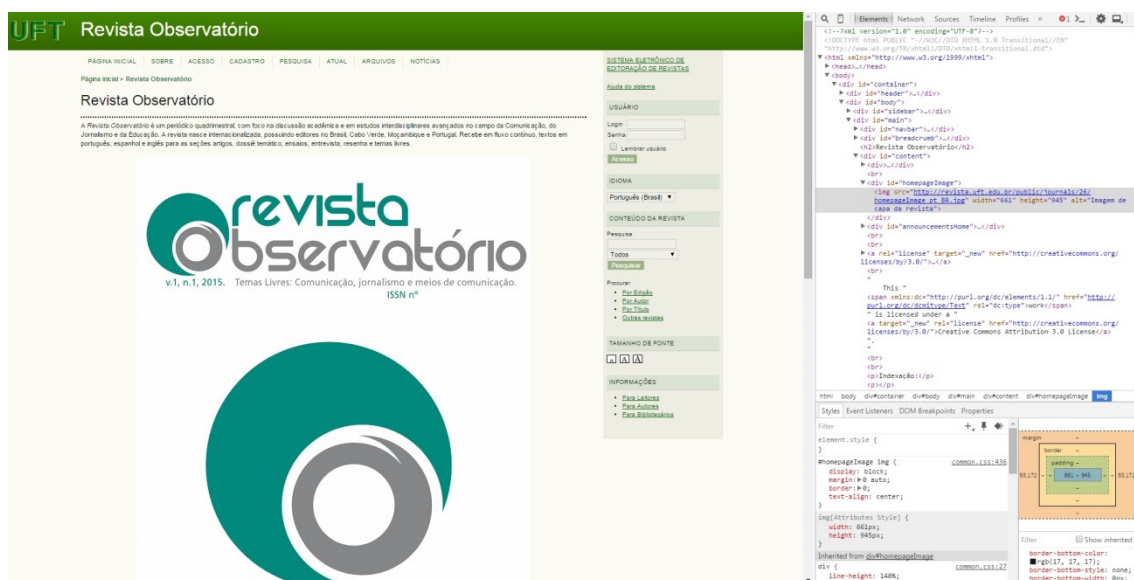 UFT Revista Observatório
PÁGINA INICIAL SOBRE ACESSO CADASTRO PESQUISA ATUAL ARQUIVOS NOTÍCIAS
Página inicial > Revista Observatório
Revista Observatório
A Revista Observatório é um periódico quadrimestral, com foco na discussão acadêmica e em estudos interdisciplinares avançados no campo da Comunicação, do
Jornalismo e da Educação. A revista nasce internacionalizada, possuindo editores no Brasil, Cabo Verde, Moçambique e Portugal. Recebe em fluxo contínuo, textos em
português, espanhol e inglês para as seções artigos, dossiê temático, ensaios, entrevista, resenha e temas livres.
revista
Observatório
v.1, n.1, 2015. Temas Livres: Comunicação, jornalismo e meios de comunicação.
ISSN nº
SISTEMA ELETRÔNICO DE
EDITORAÇÃO DE REVISTAS
Ajuda do sistema
USUÁRIO
Login
Senha
Lembrar usuário
Acesso
IDIOMA
Português (Brasil)
CONTEÚDO DA REVISTA
Pesquisa
Todos
Pesquisar
Procurar
Por Edição
Por Autor
Por Título
Outras revistas
TAMANHO DE FONTE
A A A
INFORMAÇÕES
Para Leitores
Para Autores
Para Bibliotecários
Elements Network Sources Timeline Profiles » 1
<!--?xml version="1.0" encoding="UTF-8"?-->
<!DOCTYPE html PUBLIC "-//W3C//DTD XHTML 1.0 Transitional//EN"
"http://www.w3.org/TR/xhtml1/DTD/xhtml1-transitional.dtd">
<html xmlns="http://www.w3.org/1999/xhtml">
<head>…</head>
<body>
<div id="container">
<div id="header">…</div>
<div id="body">
<div id="sidebar">…</div>
<div id="main">
<div id="navbar">…</div>
<div id="breadcrumb">…</div>
<h2>Revista Observatório</h2>
<div id="content">
<div>…</div>
<br>
<div id="homepageImage">
<img src="http://revista.uft.edu.br/public/journals/26/
homepageImage_pt_BR.jpg" width="661" height="945" alt="Imagem de
capa da revista">
</div>
<div id="announcementsHome">…</div>
<br>
<br>
<a rel="license" target="_new" href="http://creativecommons.org/
licenses/by/3.0/">…</a>
<br>
"
This "
<span xmlns:dc="http://purl.org/dc/elements/1.1/" href="http://
purl.org/dc/dcmitype/Text" rel="dc:type">work</span>
" is licensed under a "
<a target="_new" rel="license" href="http://creativecommons.org/
licenses/by/3.0/">Creative Commons Attribution 3.0 License</a>
".
"
<br>
<br>
<p>Indexação:</p>
<p></p>
html body div#container div#body div#main div#content div#homepageImage img
Styles Event Listeners DOM Breakpoints Properties
Filter
element.style {
}
#homepageImage img { common.css:436
display: block;
margin: 0 auto;
border: 0;
text-align: center;
}
img[Attributes Style] {
width: 661px;
height: 945px;
}
Inherited from div#homepageImage
div { common.css:27
line-height: 140%;
margin -
border -
padding -
93.172 - - 661 × 945 - - 93.172
-
-
-
Filter Show inherited
border-bottom-color:
rgb(17, 17, 17);
border-bottom-style: none;
border-bottom-width: 0px;